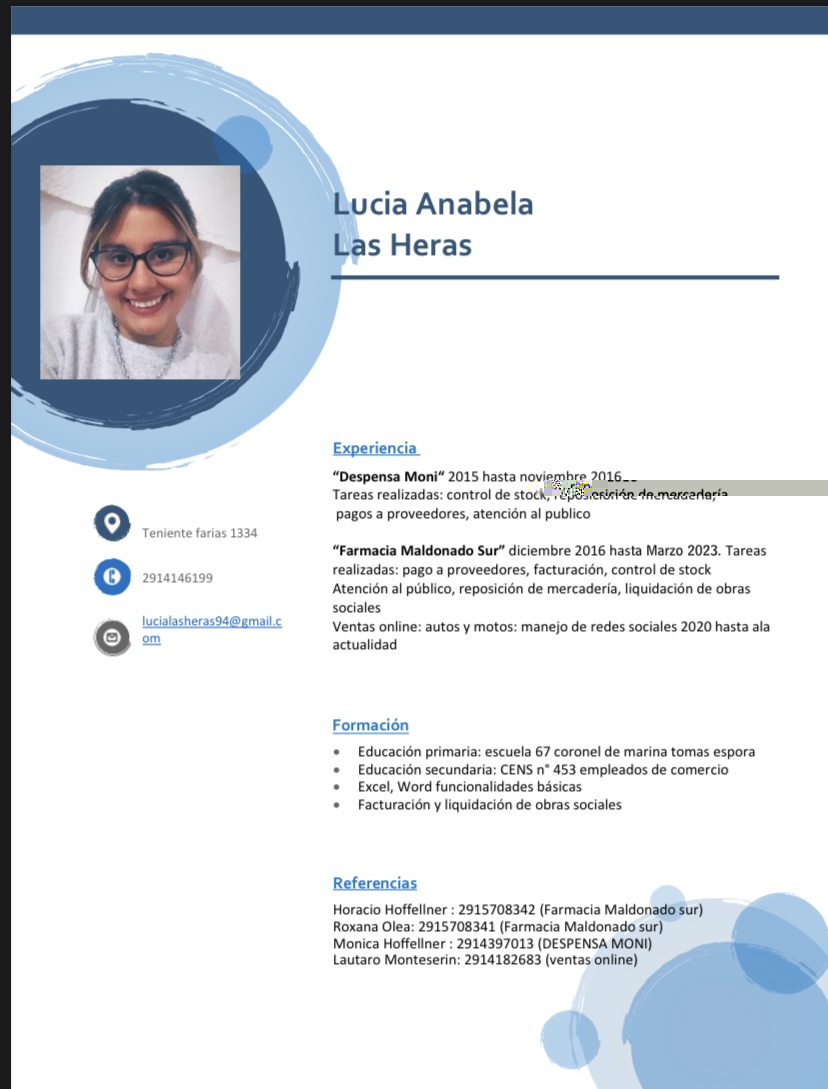 Lucia Anabela
Las Heras
Teniente farias 1334
2914146199
lucialasheras94@gmail.c
om
Experiencia
“Despensa Moni“ 2015 hasta noviembre 2016
Tareas realizadas: control de stock, reposición de mercadería,
pagos a proveedores, atención al publico
“Farmacia Maldonado Sur” diciembre 2016 hasta Marzo 2023. Tareas
realizadas: pago a proveedores, facturación, control de stock
Atención al público, reposición de mercadería, liquidación de obras
sociales
Ventas online: autos y motos: manejo de redes sociales 2020 hasta ala
actualidad
Formación
• Educación primaria: escuela 67 coronel de marina tomas espora
• Educación secundaria: CENS n° 453 empleados de comercio
• Excel, Word funcionalidades básicas
• Facturación y liquidación de obras sociales
Referencias
Horacio Hoffellner : 2915708342 (Farmacia Maldonado sur)
Roxana Olea: 2915708341 (Farmacia Maldonado sur)
Monica Hoffellner : 2914397013 (DESPENSA MONI)
Lautaro Monteserin: 2914182683 (ventas online)